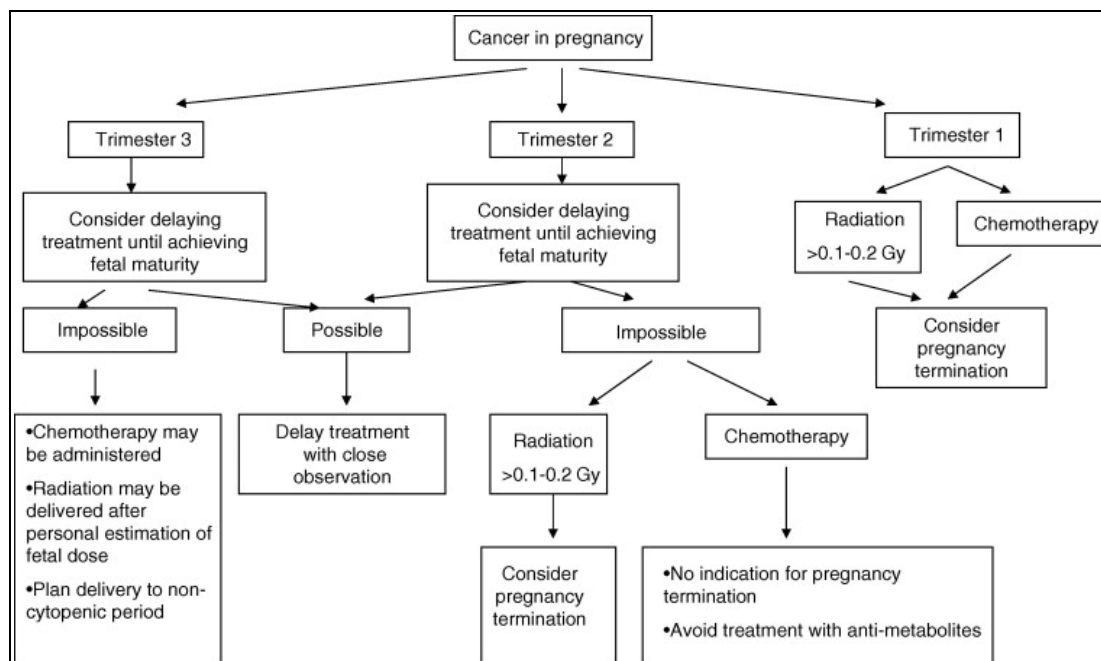 Cancer in pregnancy
Trimester 3
Trimester 2
Trimester 1
Consider delaying
treatment until achieving
fetal maturity
Consider delaying
treatment until achieving
fetal maturity
Radiation
>0.1-0.2 Gy
Chemotherapy
Impossible
Possible
Impossible
Consider
pregnancy
termination
•Chemotherapy may
be administered
•Radiation may be
delivered after
personal estimation of
fetal dose
•Plan delivery to non-
cytopenic period
Delay treatment
with close
observation
Radiation
>0.1-0.2 Gy
Chemotherapy
Consider
pregnancy
termination
•No indication for pregnancy
termination
•Avoid treatment with anti-metabolites